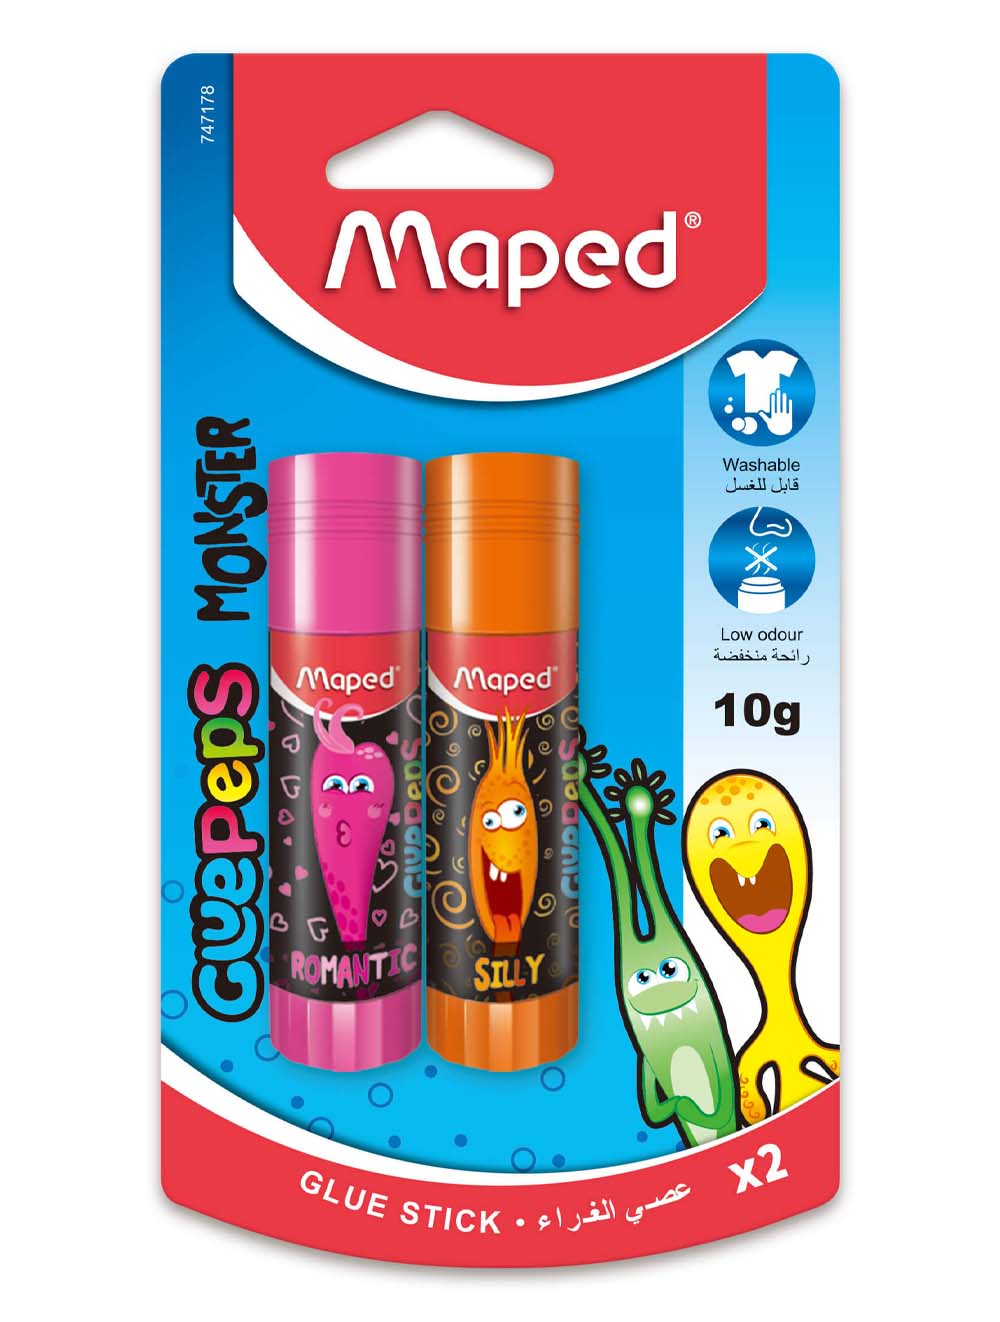 747178
Maped®
Washable
قابل للغسل
Low odour
رائحة منخفضة
10g
Gluepeps MONSTER
Maped®
Gluepeps
ROMANTIC
Maped®
Gluepeps
SILLY
GLUE STICK • عصي الغراء
x2